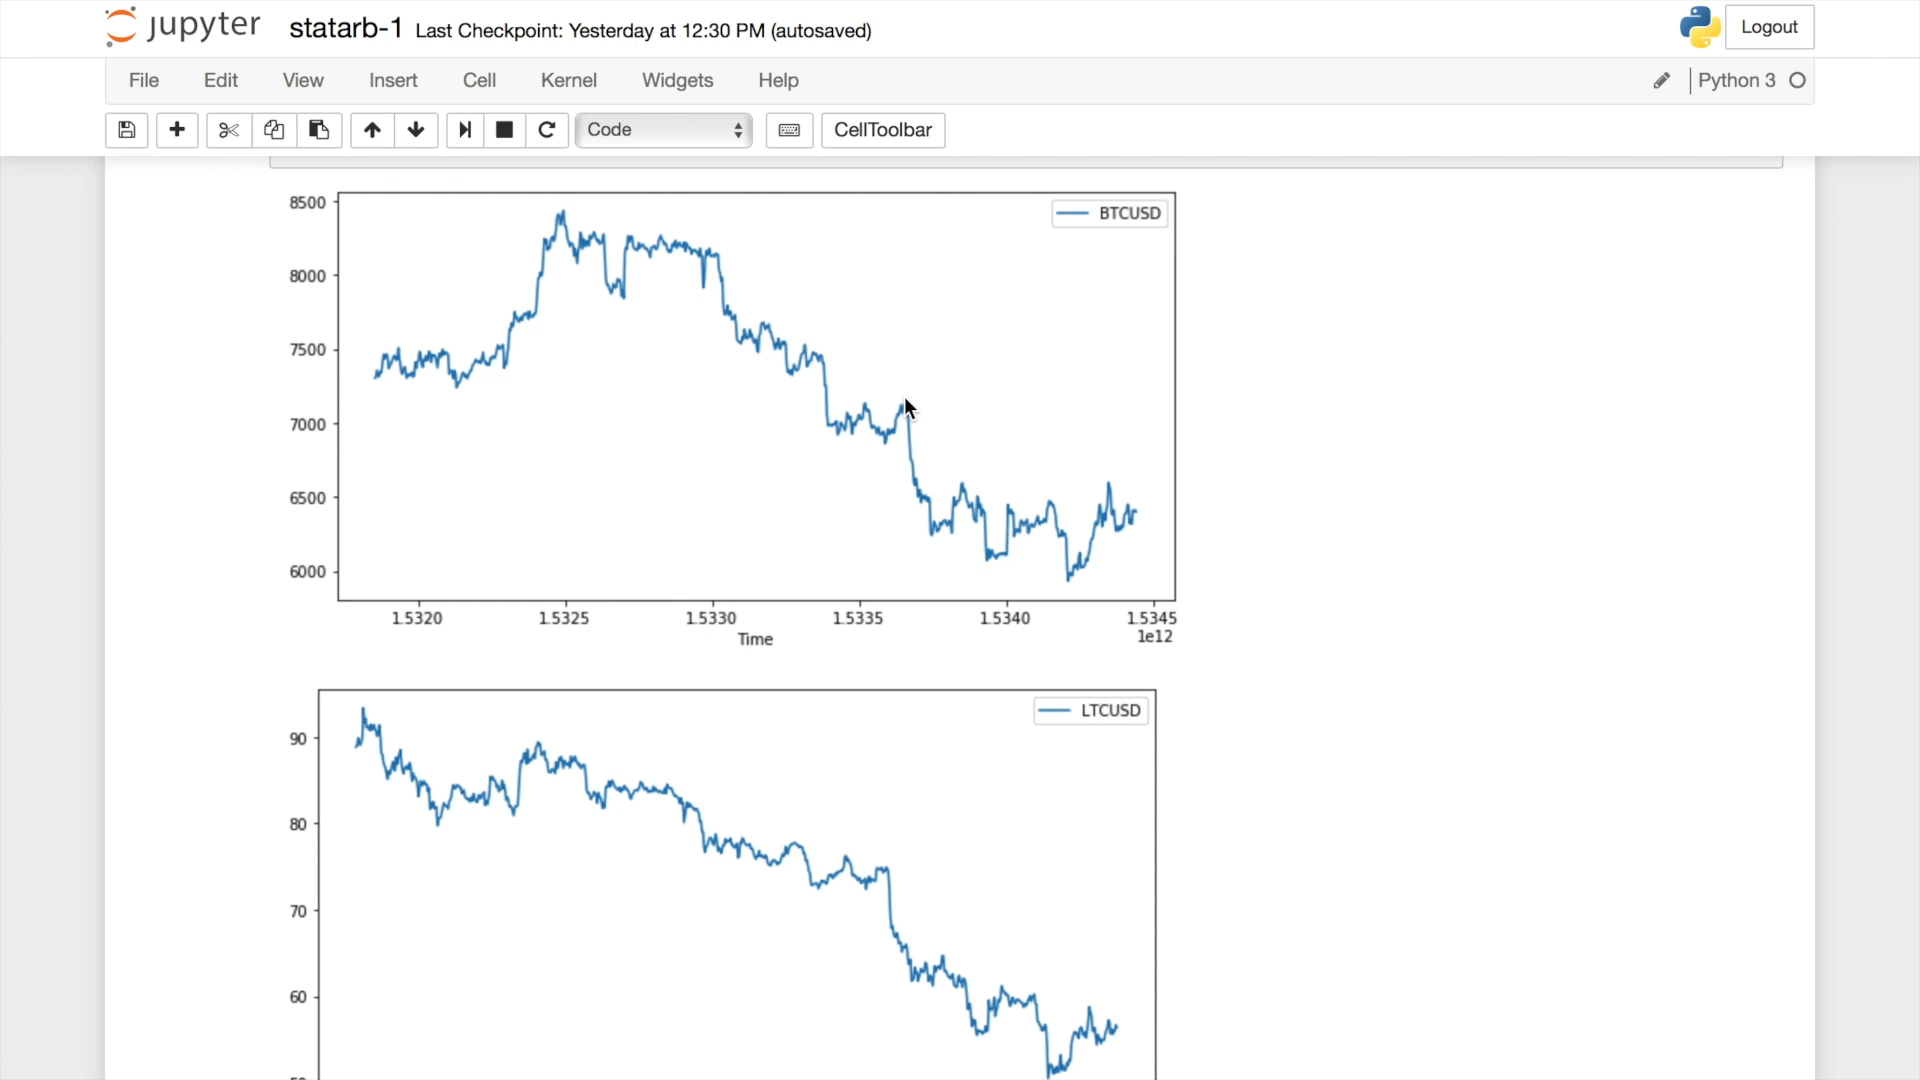 jupyter statarb-1 Last Checkpoint: Yesterday at 12:30 PM (autosaved) Logout
File Edit View Insert Cell Kernel Widgets Help Python 3
Code CellToolbar
8500
8000
7500
7000
6500
6000
BTCUSD
1.5320 1.5325 1.5330 1.5335 1.5340 1.5345
1e12
Time
LTCUSD
90
80
70
60